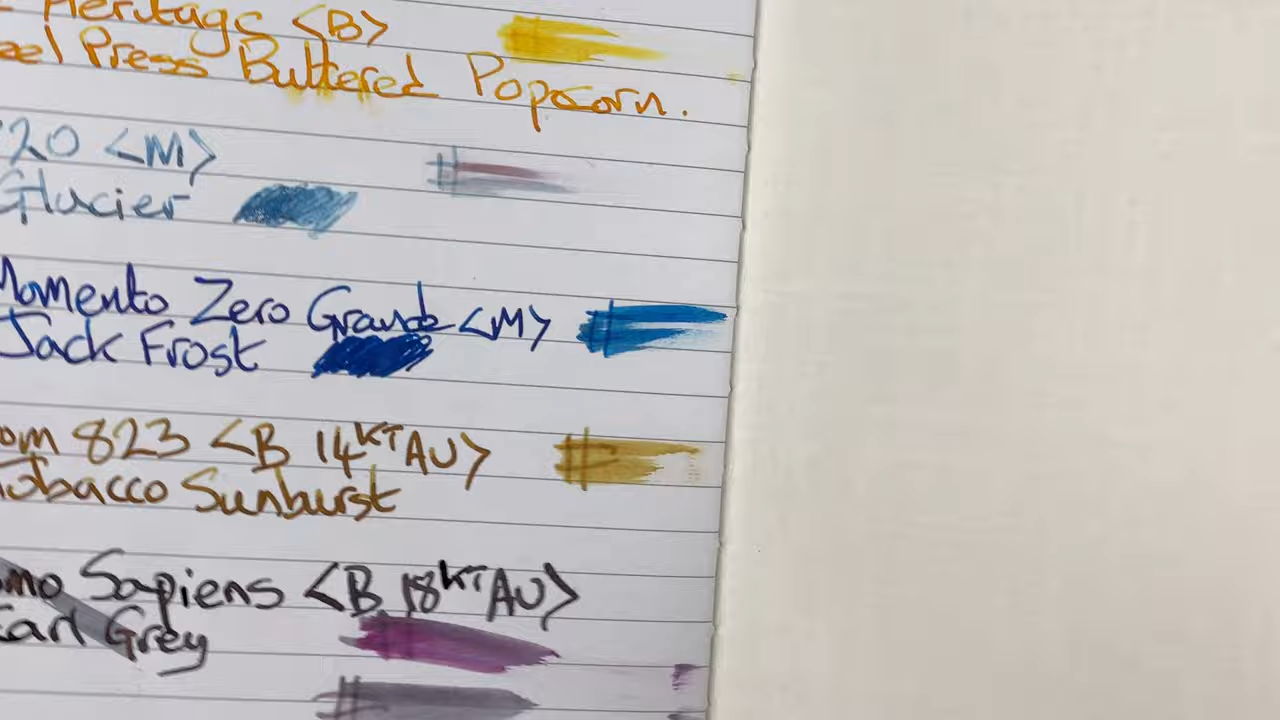 Heritage <B>
Press Buttered Popcorn.
20 <M>
Glacier
Momento Zero Grande <M>
Jack Frost
823 <B 14KT AU>
Tobacco Sunburst
Sapiens <B 18KT AU>
Earl Grey